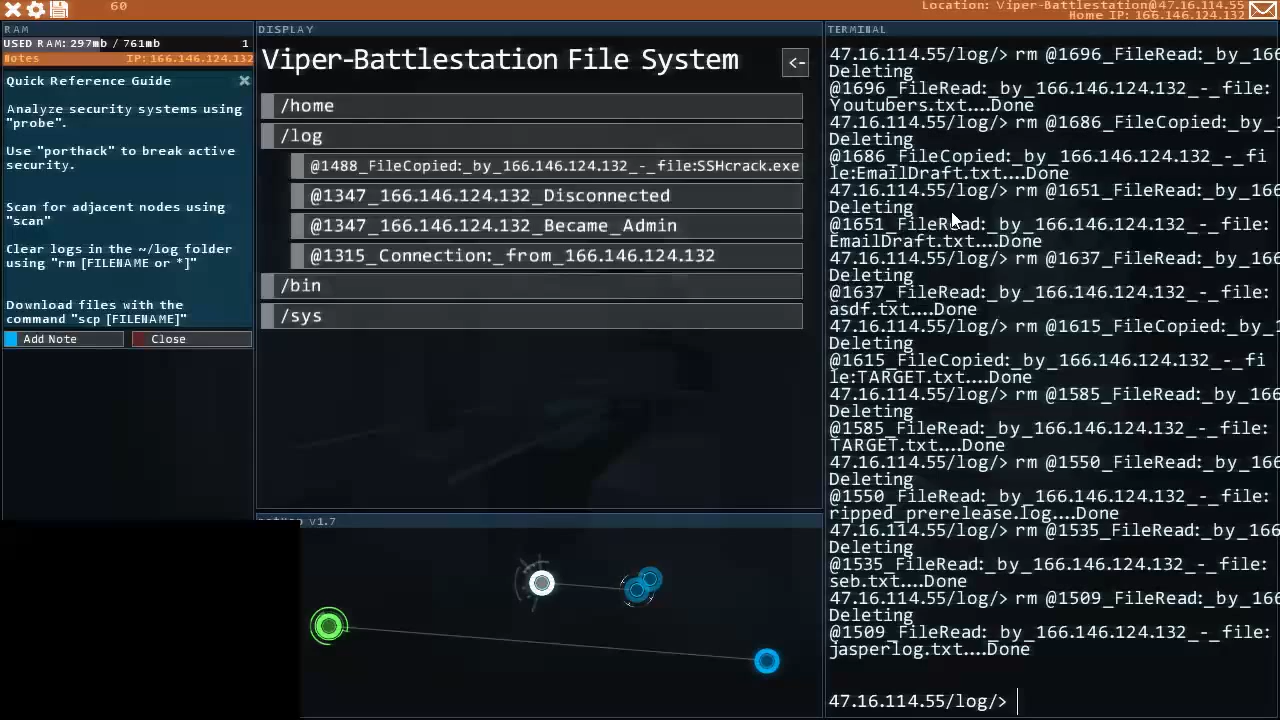 60
Location: Viper-Battlestation@47.16.114.55
Home IP: 166.146.124.132
RAM
USED RAM: 297mb / 761mb 1
Notes IP:166.146.124.132
Quick Reference Guide
Analyze security systems using
"probe".
Use "porthack" to break active
security.
Scan for adjacent nodes using
"scan"
Clear logs in the ~/log folder
using "rm [FILENAME or *]"
Download files with the
command "scp [FILENAME]"
Add Note Close
DISPLAY
Viper-Battlestation File System
<-
/home
/log
@1488_FileCopied:_by_166.146.124.132_-_file:SSHcrack.exe
@1347_166.146.124.132_Disconnected
@1347_166.146.124.132_Became_Admin
@1315_Connection:_from_166.146.124.132
/bin
/sys
v1.7
TERMINAL
47.16.114.55/log/> rm @1696_FileRead:_by_166
Deleting
@1696_FileRead:_by_166.146.124.132_-_file:
Youtubers.txt....Done
47.16.114.55/log/> rm @1686_FileCopied:_by_1
Deleting
@1686_FileCopied:_by_166.146.124.132_-_fi
le:EmailDraft.txt....Done
47.16.114.55/log/> rm @1651_FileRead:_by_166
Deleting
@1651_FileRead:_by_166.146.124.132_-_file:
EmailDraft.txt....Done
47.16.114.55/log/> rm @1637_FileRead:_by_166
Deleting
@1637_FileRead:_by_166.146.124.132_-_file:
asdf.txt....Done
47.16.114.55/log/> rm @1615_FileCopied:_by_1
Deleting
@1615_FileCopied:_by_166.146.124.132_-_fi
le:TARGET.txt....Done
47.16.114.55/log/> rm @1585_FileRead:_by_166
Deleting
@1585_FileRead:_by_166.146.124.132_-_file:
TARGET.txt....Done
47.16.114.55/log/> rm @1550_FileRead:_by_166
Deleting
@1550_FileRead:_by_166.146.124.132_-_file:
ripped_prerelease.log....Done
47.16.114.55/log/> rm @1535_FileRead:_by_166
Deleting
@1535_FileRead:_by_166.146.124.132_-_file:
seb.txt....Done
47.16.114.55/log/> rm @1509_FileRead:_by_166
Deleting
@1509_FileRead:_by_166.146.124.132_-_file:
jasperlog.txt....Done
47.16.114.55/log/>